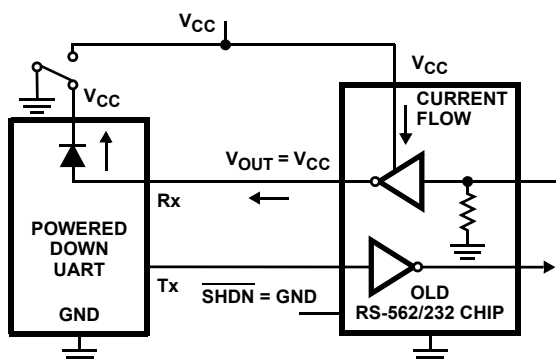 VCC
VCC
VCC
CURRENT
FLOW
VOUT = VCC
Rx
POWERED
DOWN
UART
Tx
SHDN = GND
OLD
RS-562/232 CHIP
GND